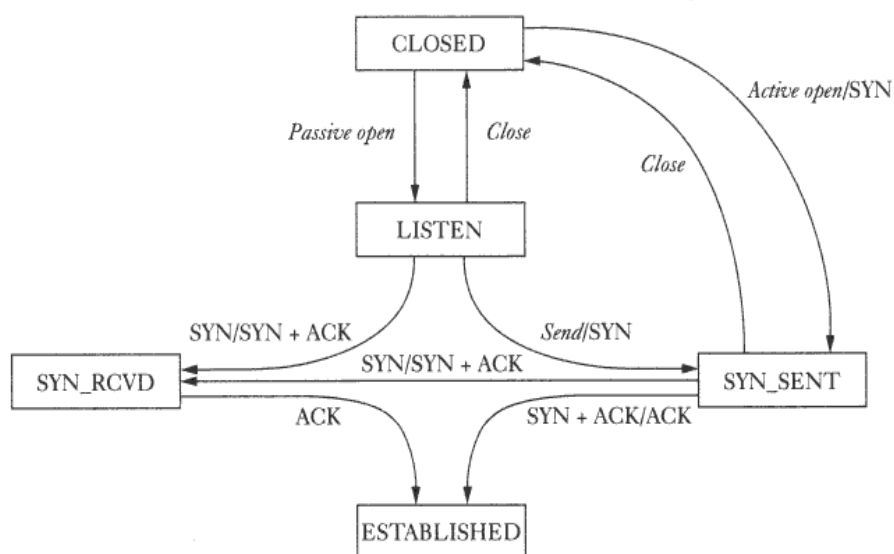 CLOSED
Active open/SYN
Passive open
Close
Close
LISTEN
SYN/SYN + ACK
Send/SYN
SYN/SYN + ACK
SYN_RCVD
SYN_SENT
ACK
SYN + ACK/ACK
ESTABLISHED